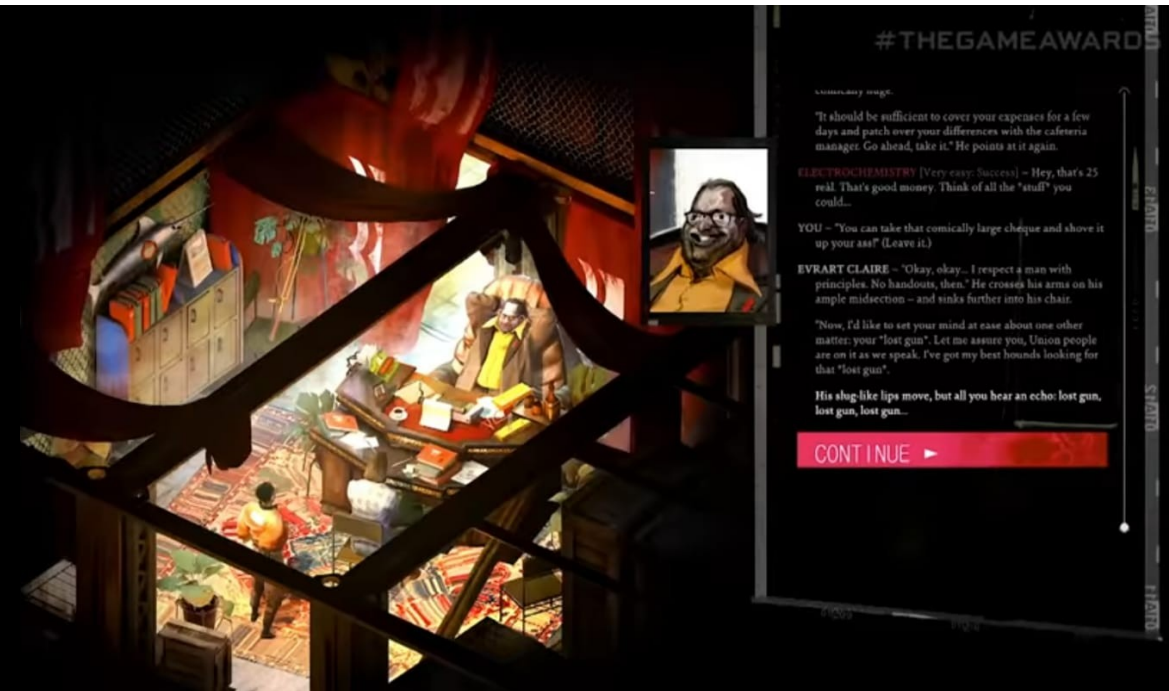 #THEGAMEAWARDS
comically huge.
"It should be sufficient to cover your expenses for a few
days and patch over your differences with the cafeteria
manager. Go ahead, take it." He points at it again.
ELECTROCHEMISTRY [Very easy: Success] – Hey, that's 25
reál. That's good money. Think of all the *stuff* you
could...
YOU – "You can take that comically large cheque and shove it
up your ass!" (Leave it.)
EVRART CLAIRE – "Okay, okay... I respect a man with
principles. No handouts, then." He crosses his arms on his
ample midsection – and sinks further into his chair.
"Now, I'd like to set your mind at ease about one other
matter: your *lost gun*. Let me assure you, Union people
are on it as we speak. I've got my best hounds looking for
that *lost gun*.
His slug-like lips move, but all you hear an echo: lost gun,
lost gun, lost gun...
CONTINUE